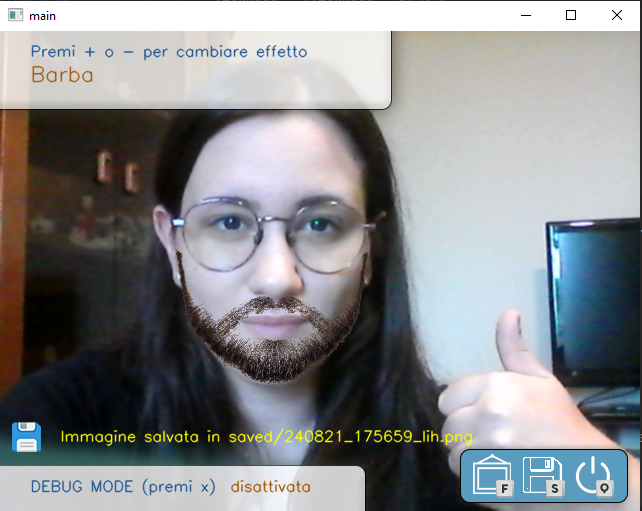 main
Premi + o - per cambiare effetto
Barba
Immagine salvata in saved/240821_175659_lih.png
DEBUG MODE (premi x) disattivata
F
S
Q